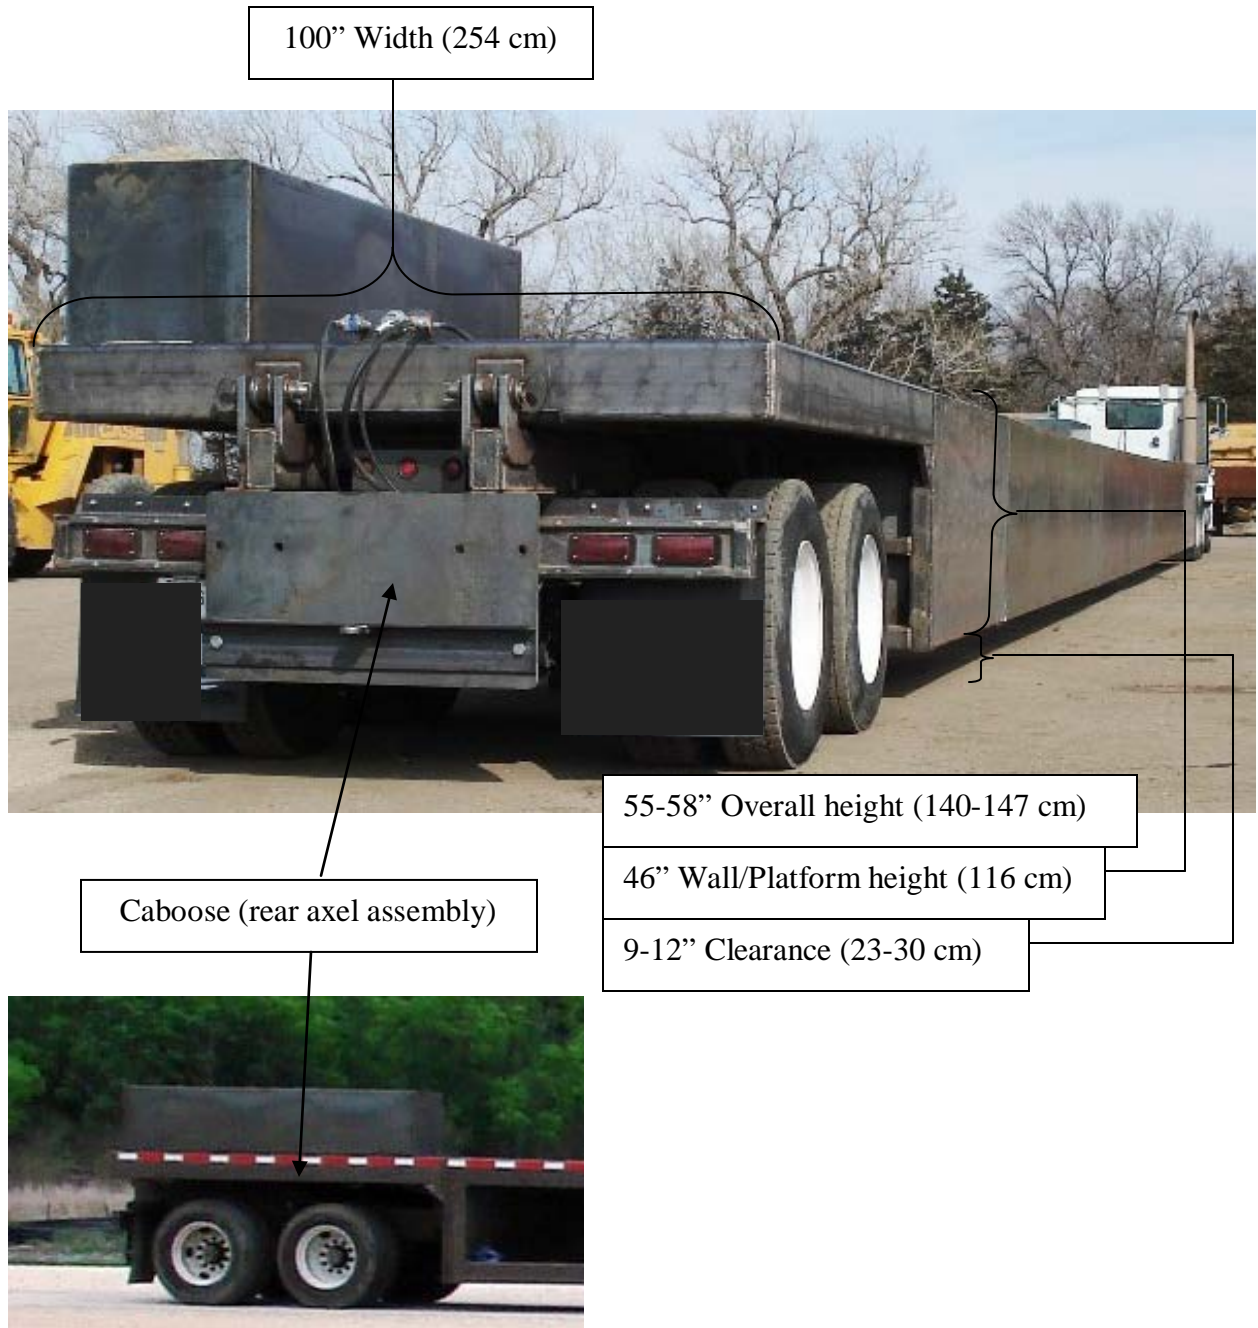 100” Width (254 cm)
CASE
55-58” Overall height (140-147 cm)
46” Wall/Platform height (116 cm)
Caboose (rear axel assembly)
9-12” Clearance (23-30 cm)